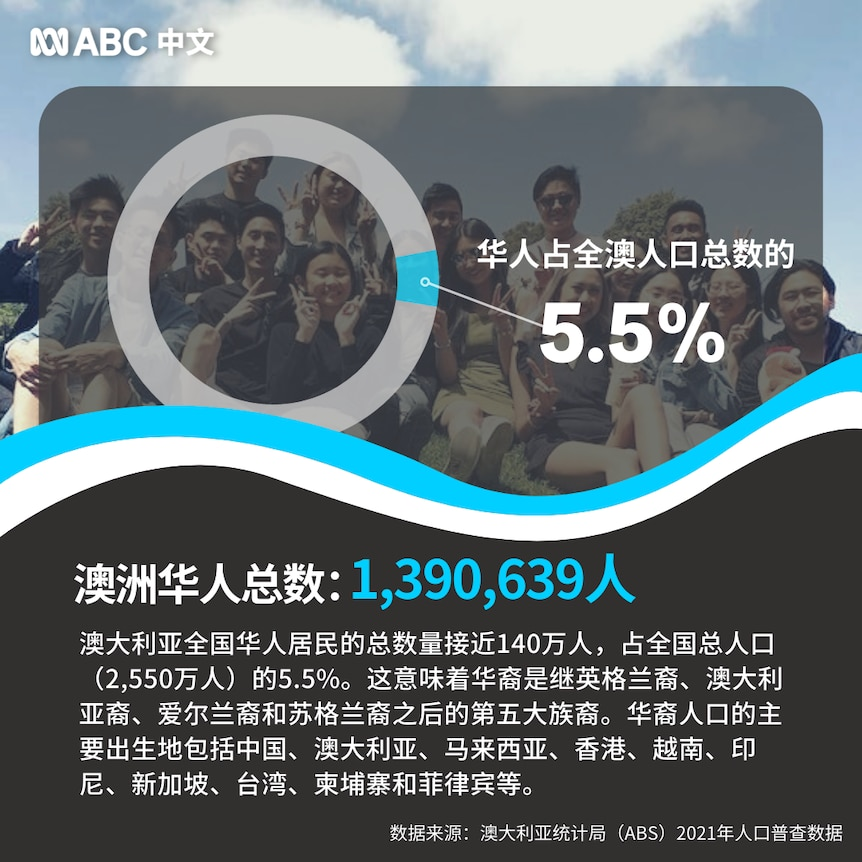 ABC 中文
华人占全澳人口总数的
5.5%
澳洲华人总数：1,390,639人
澳大利亚全国华人居民的总数量接近140万人，占全国总人口
（2,550万人）的5.5%。这意味着华裔是继英格兰裔、澳大利
亚裔、爱尔兰裔和苏格兰裔之后的第五大族裔。华裔人口的主
要出生地包括中国、澳大利亚、马来西亚、香港、越南、印
尼、新加坡、台湾、柬埔寨和菲律宾等。
数据来源：澳大利亚统计局（ABS）2021年人口普查数据